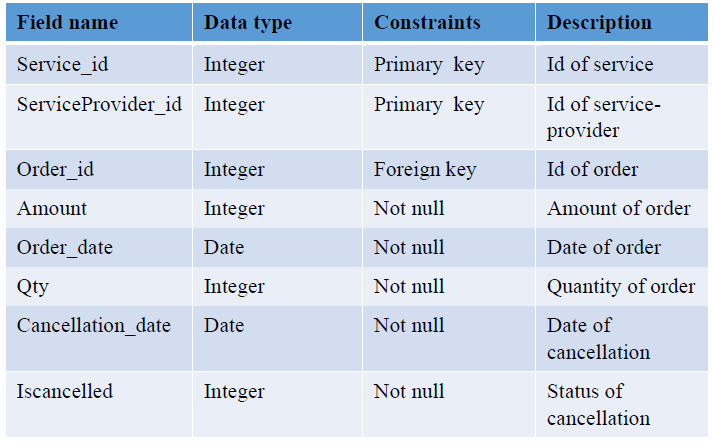 Field name Data type Constraints Description
Service_id Integer Primary key Id of service
ServiceProvider_id Integer Primary key Id of service-
provider
Order_id Integer Foreign key Id of order
Amount Integer Not null Amount of order
Order_date Date Not null Date of order
Qty Integer Not null Quantity of order
Cancellation_date Date Not null Date of
cancellation
Iscancelled Integer Not null Status of
cancellation